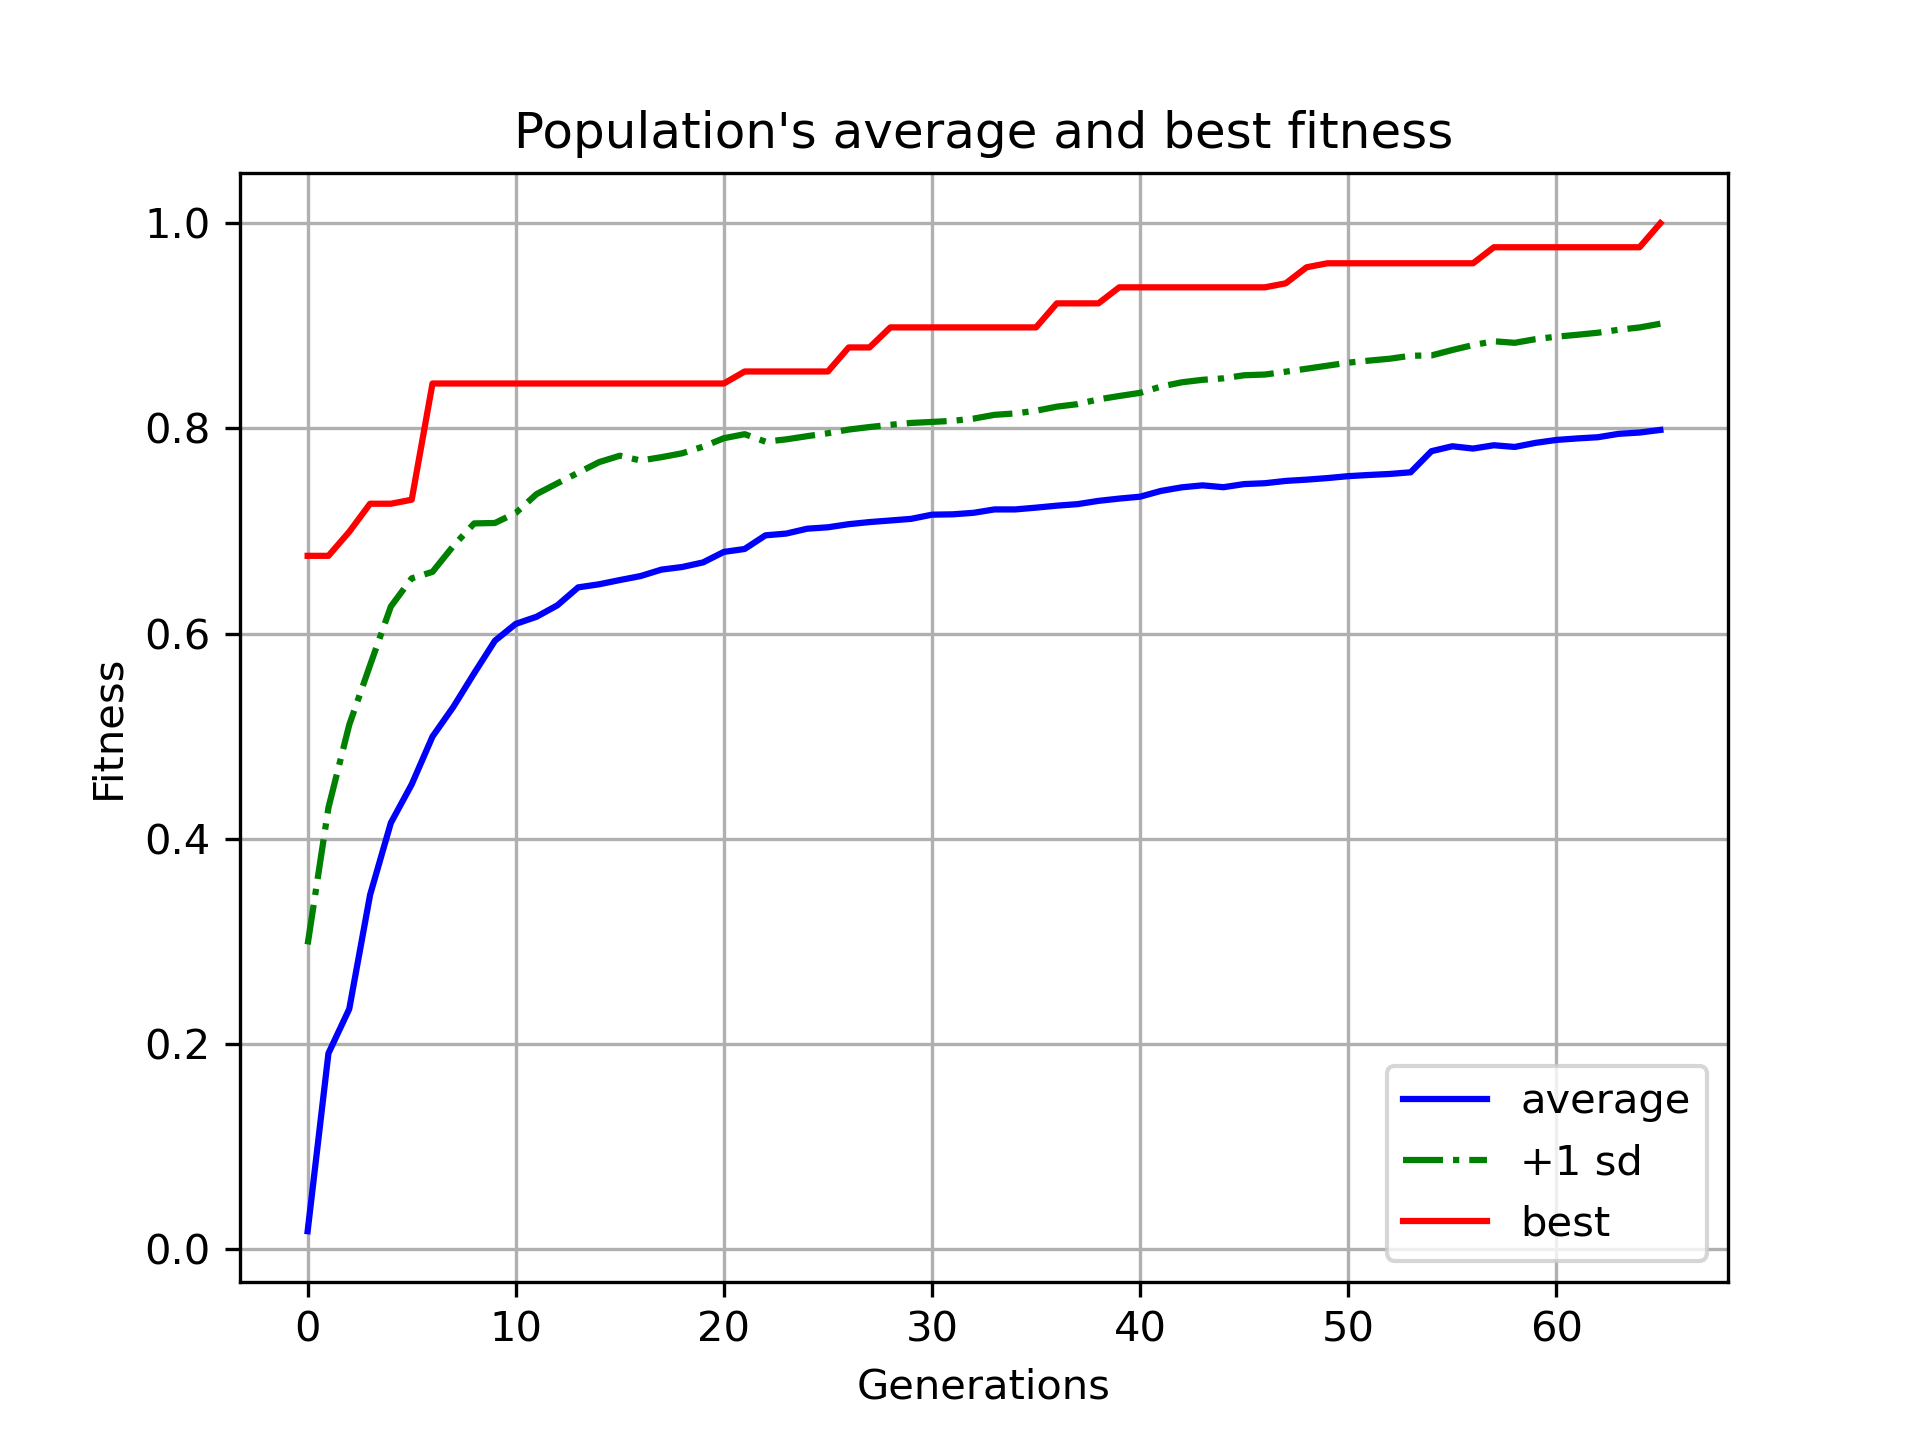 Population's average and best fitness
1.0
0.8
0.6
0.4
0.2
0.0
Fitness
0 10 20 30 40 50 60
Generations
average
+1 sd
best